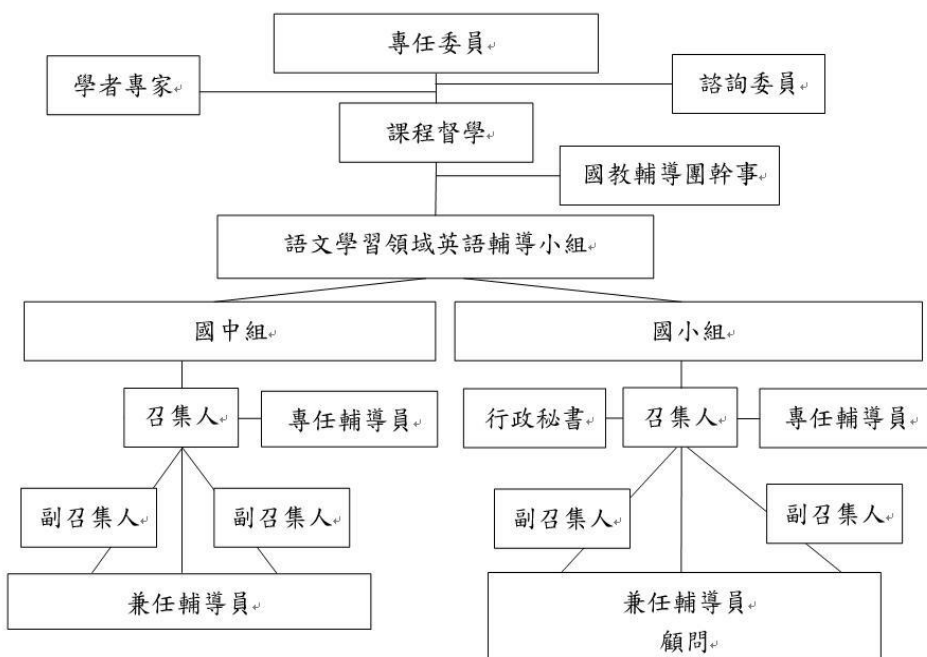 專任委員
學者專家
諮詢委員
課程督學
國教輔導團幹事
語文學習領域英語輔導小組
國中組
國小組
召集人
專任輔導員
行政秘書
召集人
專任輔導員
副召集人
副召集人
副召集人
副召集人
兼任輔導員
兼任輔導員
顧問